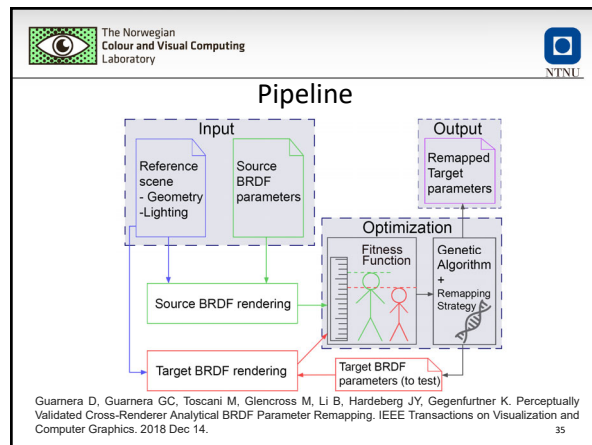 The Norwegian
Colour and Visual Computing
Laboratory
NTNU
Pipeline
Input
Output
Reference
scene
- Geometry
-Lighting
Source
BRDF
parameters
Remapped
Target
parameters
Optimization
Fitness
Function
Genetic
Algorithm
+
Remapping
Strategy
Source BRDF rendering
Target BRDF rendering
Target BRDF
parameters (to test)
Guarnera D, Guarnera GC, Toscani M, Glencross M, Li B, Hardeberg JY, Gegenfurtner K. Perceptually
Validated Cross-Renderer Analytical BRDF Parameter Remapping. IEEE Transactions on Visualization and
Computer Graphics. 2018 Dec 14.
35